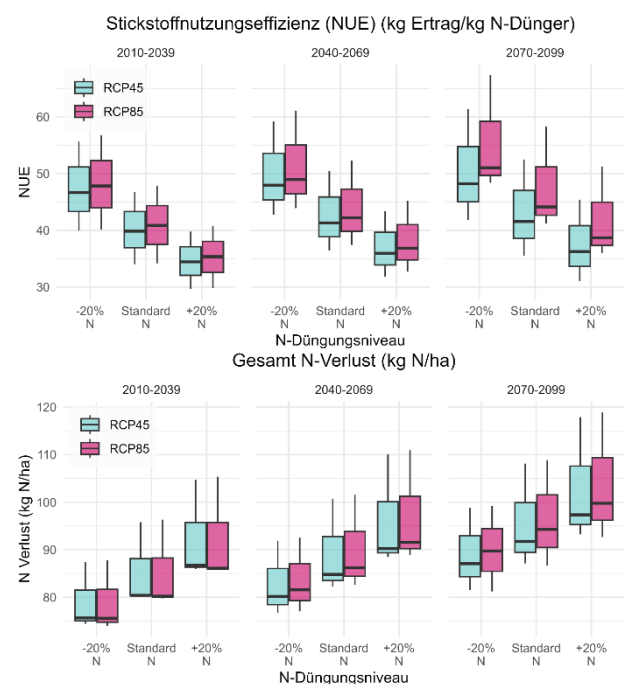 Stickstoffnutzungseffizienz (NUE) (kg Ertrag/kg N-Dünger)
2010-2039 2040-2069 2070-2099
RCP45
RCP85
NUE
60
50
40
30
-20% Standard +20% -20% Standard +20% -20% Standard +20%
N N N N N N N N N
N-Düngungsniveau
Gesamt N-Verlust (kg N/ha)
2010-2039 2040-2069 2070-2099
RCP45
RCP85
N Verlust (kg N/ha)
120
110
100
90
80
-20% Standard +20% -20% Standard +20% -20% Standard +20%
N N N N N N N N N
N-Düngungsniveau